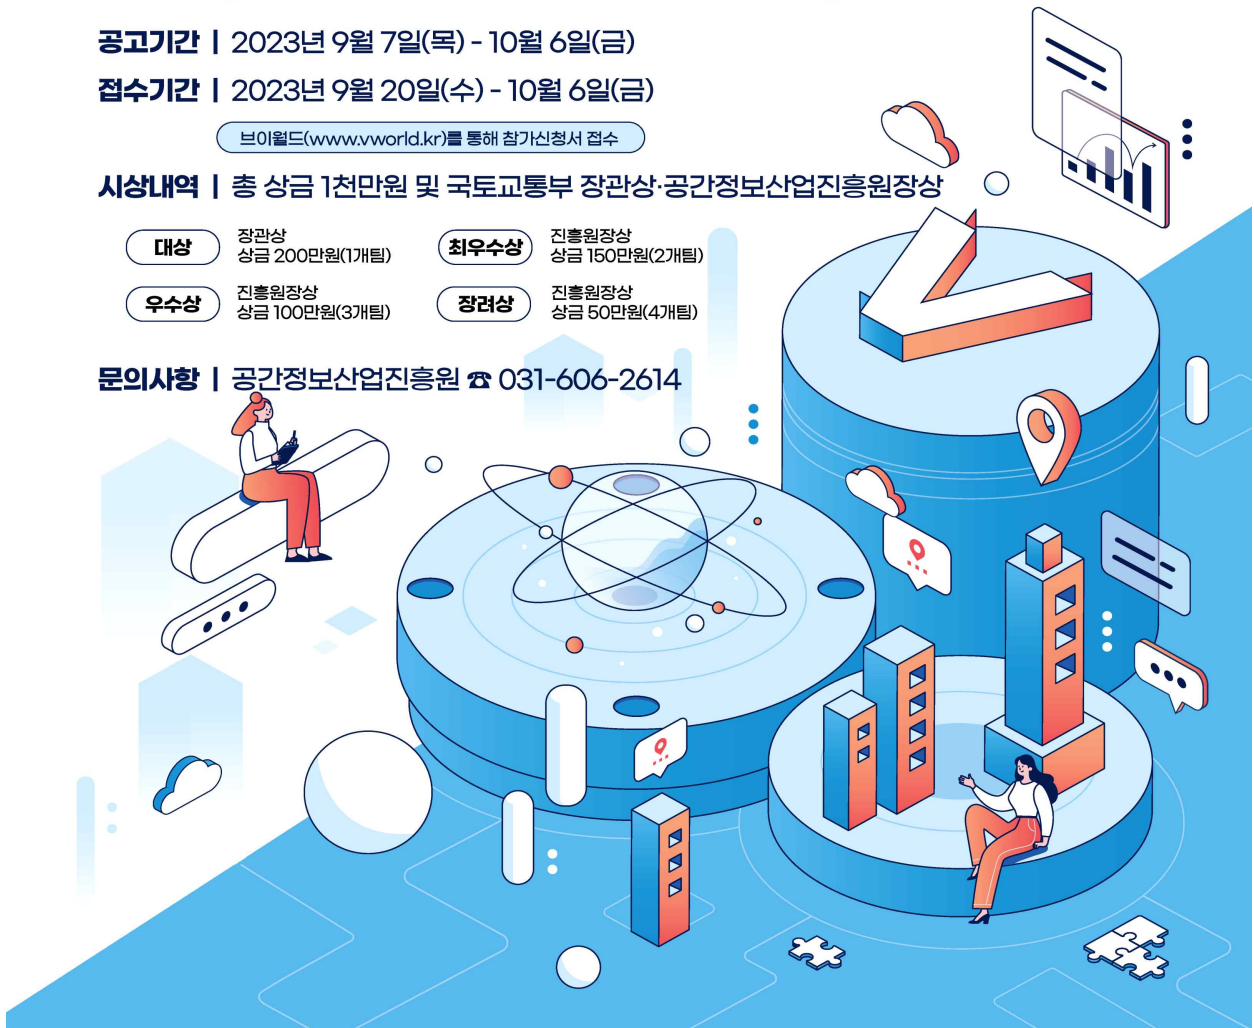 공고기간 | 2023년 9월 7일(목) - 10월 6일(금)
접수기간 | 2023년 9월 20일(수) - 10월 6일(금)
브이월드(www.vworld.kr)를 통해 참가신청서 접수
시상내역 | 총 상금 1천만원 및 국토교통부 장관상·공간정보산업진흥원장상
대상 장관상
상금 200만원(1개팀)
최우수상 진흥원장상
상금 150만원(2개팀)
우수상 진흥원장상
상금 100만원(3개팀)
장려상 진흥원장상
상금 50만원(4개팀)
문의사항 | 공간정보산업진흥원 ☎ 031-606-2614